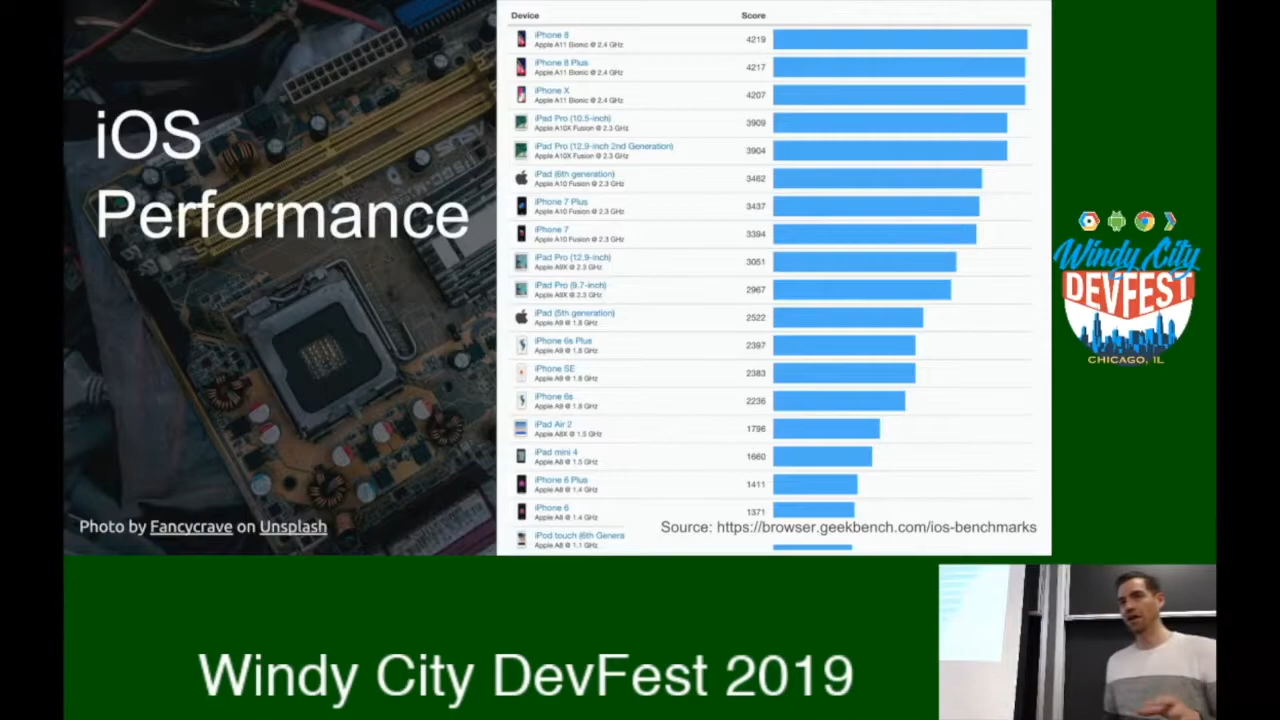 iOS
Performance
Photo by Fancycrave on Unsplash
Device Score
iPhone 8
Apple A11 Bionic @ 2.4 GHz
4219
iPhone 8 Plus
Apple A11 Bionic @ 2.4 GHz
4217
iPhone X
Apple A11 Bionic @ 2.4 GHz
4207
iPad Pro (10.5-inch)
Apple A10X Fusion @ 2.3 GHz
3909
iPad Pro (12.9-inch 2nd Generation)
Apple A10X Fusion @ 2.3 GHz
3904
iPad (6th generation)
Apple A10 Fusion @ 2.3 GHz
3462
iPhone 7 Plus
Apple A10 Fusion @ 2.3 GHz
3437
iPhone 7
Apple A10 Fusion @ 2.3 GHz
3394
iPad Pro (12.9-inch)
Apple A9X @ 2.3 GHz
3051
iPad Pro (9.7-inch)
Apple A9X @ 2.3 GHz
2967
iPad (5th generation)
Apple A9 @ 1.8 GHz
2522
iPhone 6s Plus
Apple A9 @ 1.8 GHz
2397
iPhone SE
Apple A9 @ 1.8 GHz
2383
iPhone 6s
Apple A9 @ 1.8 GHz
2236
iPad Air 2
Apple A8X @ 1.5 GHz
1796
iPad mini 4
Apple A8 @ 1.5 GHz
1660
iPhone 6 Plus
Apple A8 @ 1.4 GHz
1411
iPhone 6
Apple A8 @ 1.4 GHz
1371
iPod touch (6th Genera
Apple A8 @ 1.1 GHz
Source: https://browser.geekbench.com/ios-benchmarks
Windy City
DEVFEST
CHICAGO, IL
Windy City DevFest 2019